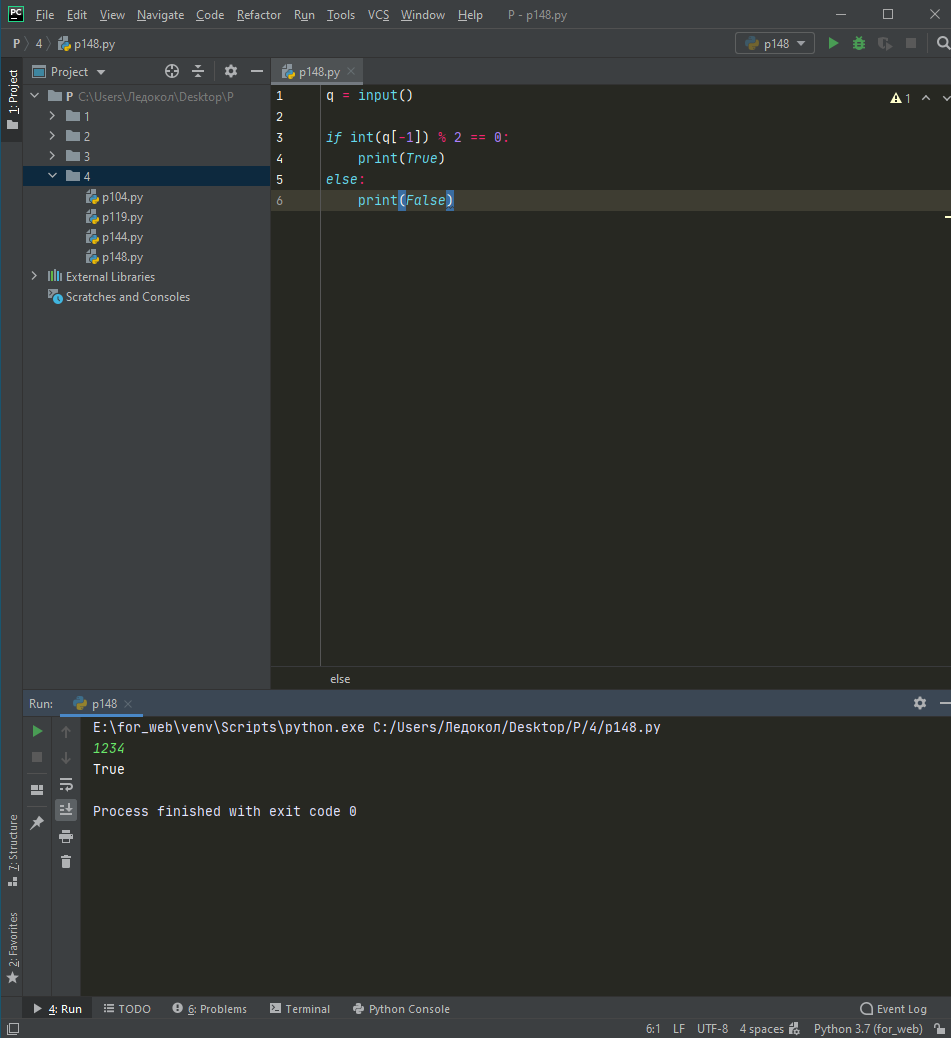 PC File Edit View Navigate Code Refactor Run Tools VCS Window Help P - p148.py
P 4 p148.py p148
1: Project
Project
p148.py
P C:\Users\Ледокол\Desktop\P
1
2
3
4
p104.py
p119.py
p144.py
p148.py
External Libraries
Scratches and Consoles
1 q = input()
2
3 if int(q[-1]) % 2 == 0:
4     print(True)
5 else:
6     print(False)
1
else
Run: p148
E:\for_web\venv\Scripts\python.exe C:/Users/Ледокол/Desktop/P/4/p148.py
1234
True
Process finished with exit code 0
7: Structure
2: Favorites
4: Run TODO 6: Problems Terminal Python Console Event Log
6:1 LF UTF-8 4 spaces Python 3.7 (for_web)